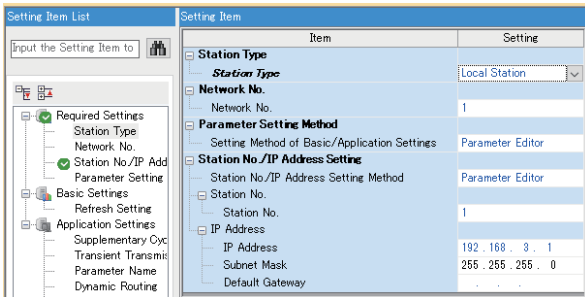 Setting Item List
Input the Setting Item to
Required Settings
Station Type
Network No.
Station No./IP Add
Parameter Setting
Basic Settings
Refresh Setting
Application Settings
Supplementary Cyc
Transient Transmis
Parameter Name
Dynamic Routing
Setting Item
Item Setting
Station Type
Station Type Local Station
Network No.
Network No. 1
Parameter Setting Method
Setting Method of Basic/Application Settings Parameter Editor
Station No./IP Address Setting
Station No./IP Address Setting Method Parameter Editor
Station No.
Station No. 1
IP Address
IP Address 192 . 168 . 3 . 1
Subnet Mask 255 . 255 . 255 . 0
Default Gateway . . .